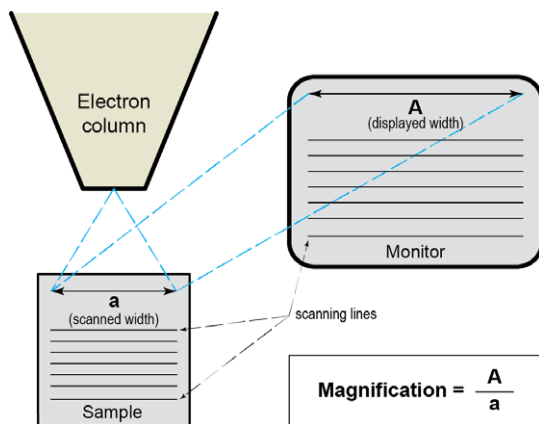 Electron
column
A
(displayed width)
Monitor
a
(scanned width)
scanning lines
Sample
Magnification = A
a